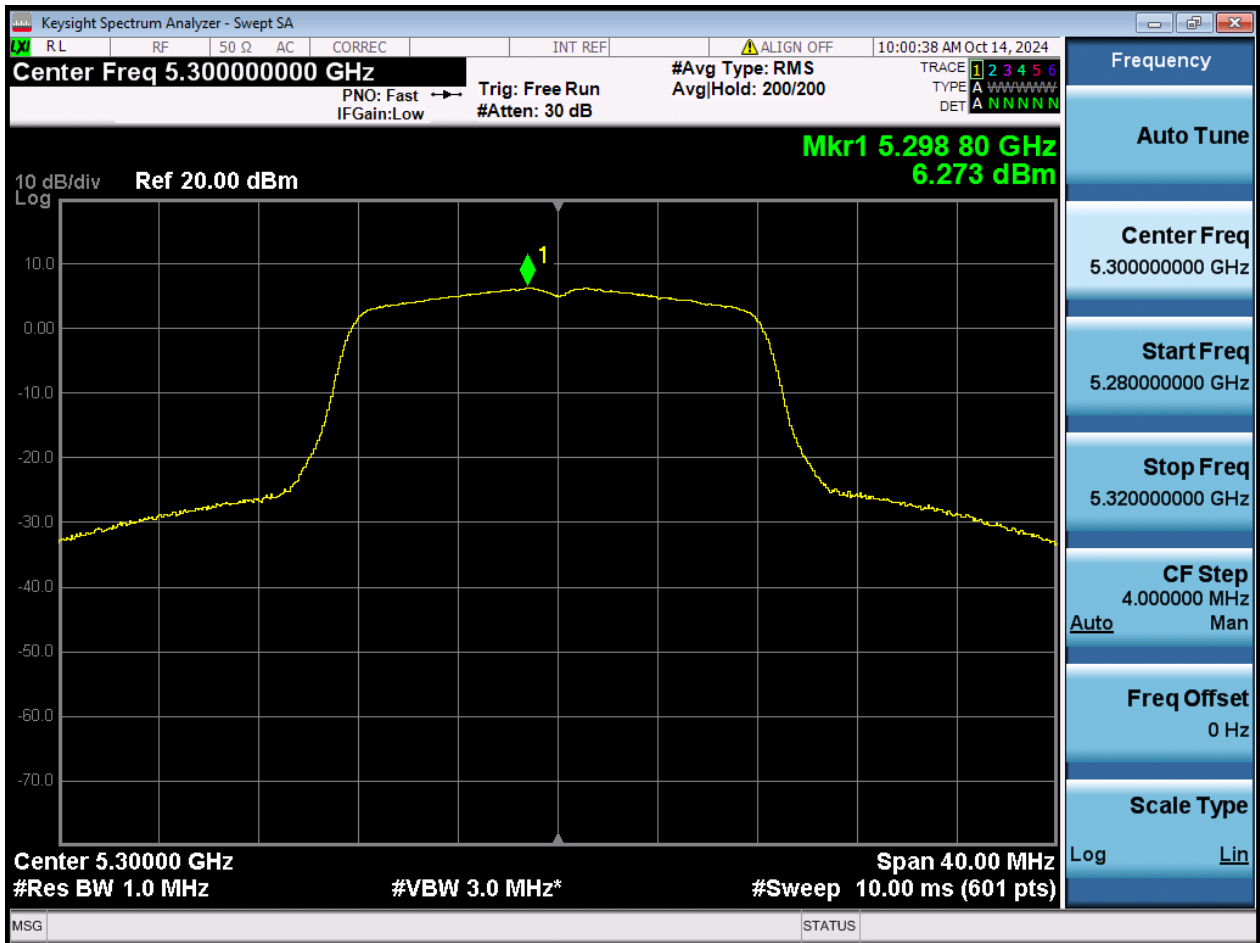 Keysight Spectrum Analyzer - Swept SA
LXI RL RF 50 Ω AC CORREC INT REF ALIGN OFF 10:00:38 AM Oct 14, 2024
Center Freq 5.300000000 GHz
PNO: Fast
IFGain:Low
Trig: Free Run
#Atten: 30 dB
#Avg Type: RMS
Avg|Hold: 200/200
TRACE 1 2 3 4 5 6
TYPE A WWWWW
DET A N N N N N
Mkr1 5.298 80 GHz
6.273 dBm
10 dB/div Ref 20.00 dBm
Log
1
10.0
0.00
-10.0
-20.0
-30.0
-40.0
-50.0
-60.0
-70.0
Center 5.30000 GHz Span 40.00 MHz
#Res BW 1.0 MHz #VBW 3.0 MHz* #Sweep 10.00 ms (601 pts)
MSG STATUS
Frequency
Auto Tune
Center Freq
5.300000000 GHz
Start Freq
5.280000000 GHz
Stop Freq
5.320000000 GHz
CF Step
4.000000 MHz
Auto Man
Freq Offset
0 Hz
Scale Type
Log Lin